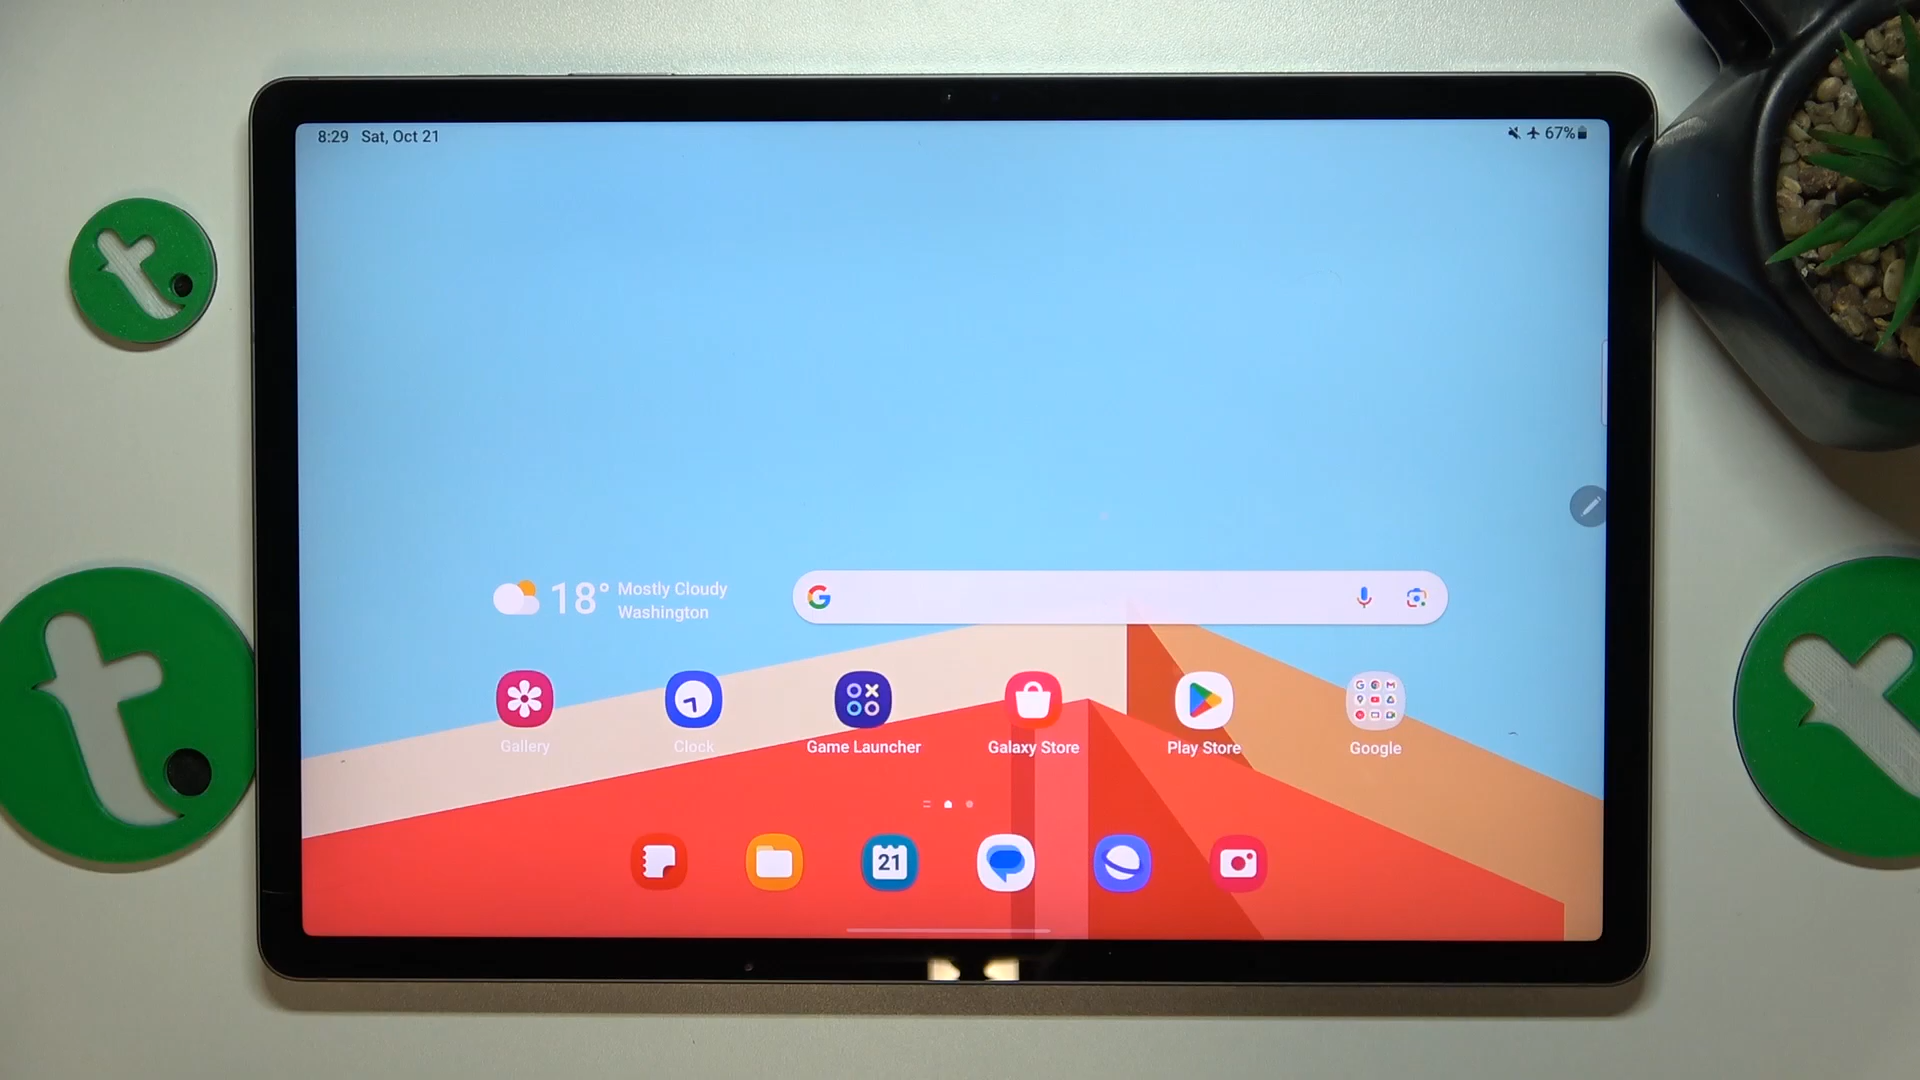 8:29 Sat, Oct 21
67%
18° Mostly Cloudy
Washington
Gallery
Clock
Game Launcher
Galaxy Store
Play Store
Google
21